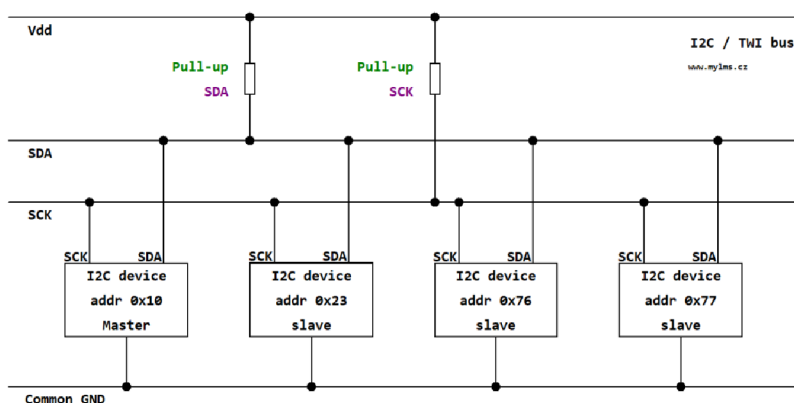 Vdd
I2C / TWI bus
www.mylms.cz
Pull-up
SDA
Pull-up
SCK
SDA
SCK
SCK SDA
I2C device
addr 0x10
Master
SCK SDA
I2C device
addr 0x23
slave
SCK SDA
I2C device
addr 0x76
slave
SCK SDA
I2C device
addr 0x77
slave
Common GND